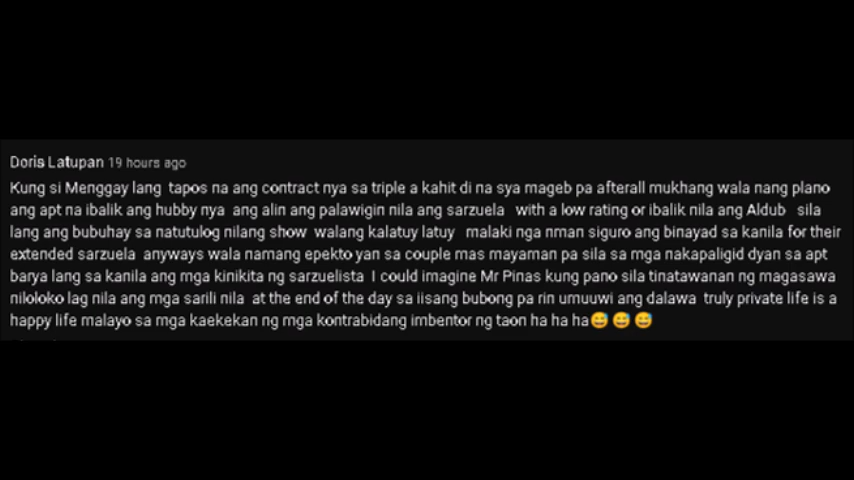 Doris Latupan 19 hours ago
Kung si Menggay lang tapos na ang contract nya sa triple a kahit di na sya mageb pa afterall mukhang wala nang plano
ang apt na ibalik ang hubby nya ang alin ang palawigin nila ang sarzuela with a low rating or ibalik nila ang Aldub sila
lang ang bubuhay sa natutulog nilang show walang kalatuy latuy malaki nga nman siguro ang binayad sa kanila for their
extended sarzuela anyways wala namang epekto yan sa couple mas mayaman pa sila sa mga nakapaligid dyan sa apt
barya lang sa kanila ang mga kinikita ng sarzuelista I could imagine Mr Pinas kung pano sila tinatawanan ng magasawa
niloloko lag nila ang mga sarili nila at the end of the day sa iisang bubong pa rin umuuwi ang dalawa truly private life is a
happy life malayo sa mga kaekekan ng mga kontrabidang imbentor ng taon ha ha ha😅 😅 😅